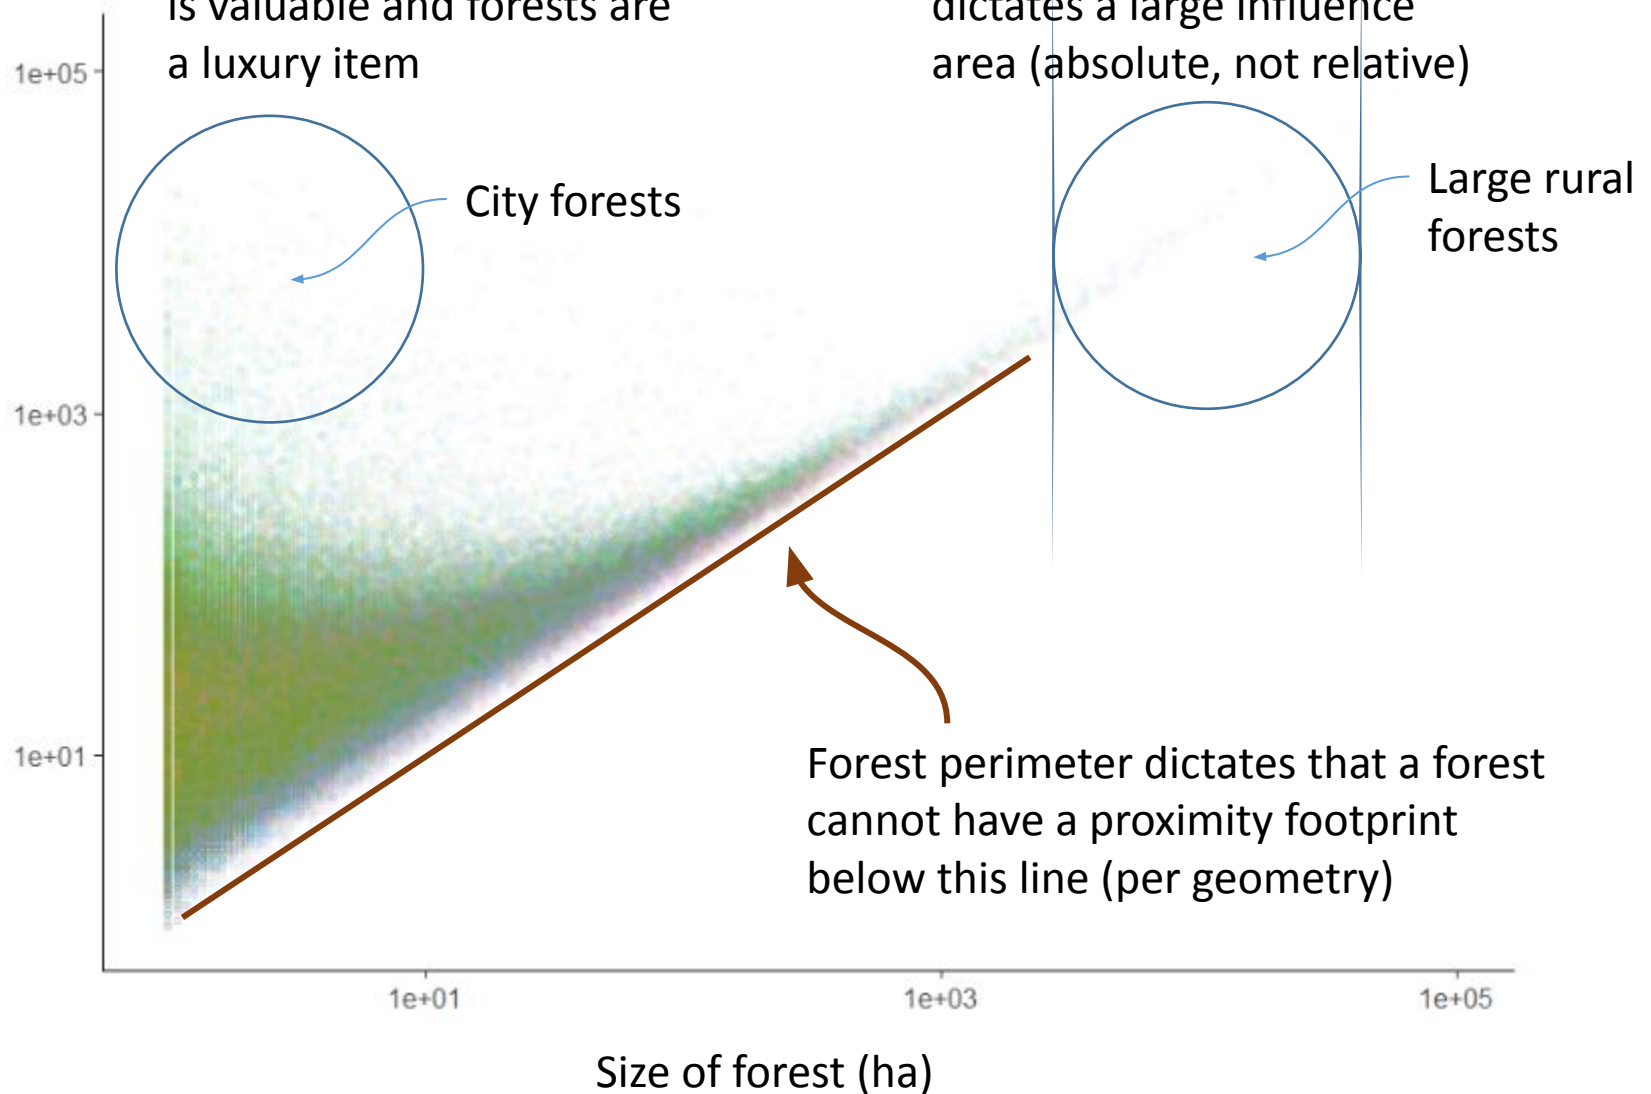 is valuable and forests are
a luxury item
dictates a large influence
area (absolute, not relative)
1e+05
City forests
Large rural
forests
1e+03
1e+01
Forest perimeter dictates that a forest
cannot have a proximity footprint
below this line (per geometry)
1e+01
1e+03
1e+05
Size of forest (ha)